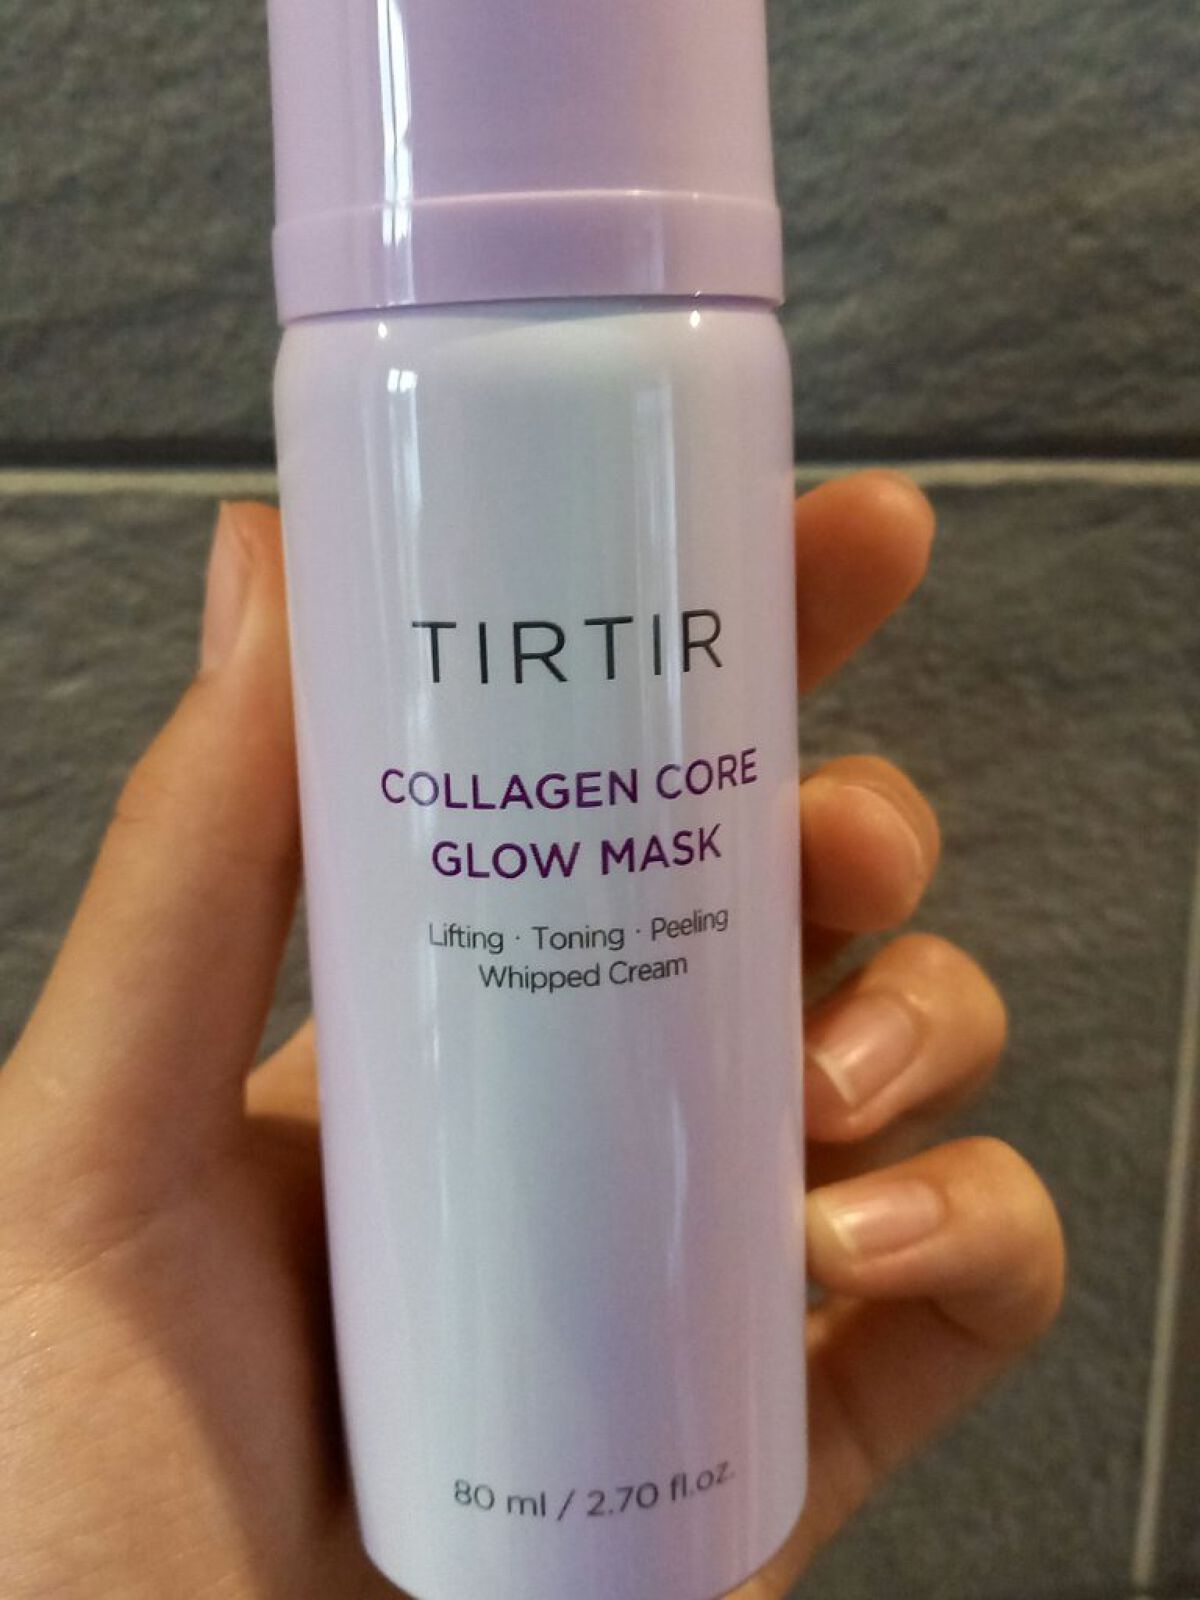 TIRTIR
COLLAGEN CORE
GLOW MASK
Lifting · Toning · Peeling
Whipped Cream
80 ml / 2.70 fl.oz.